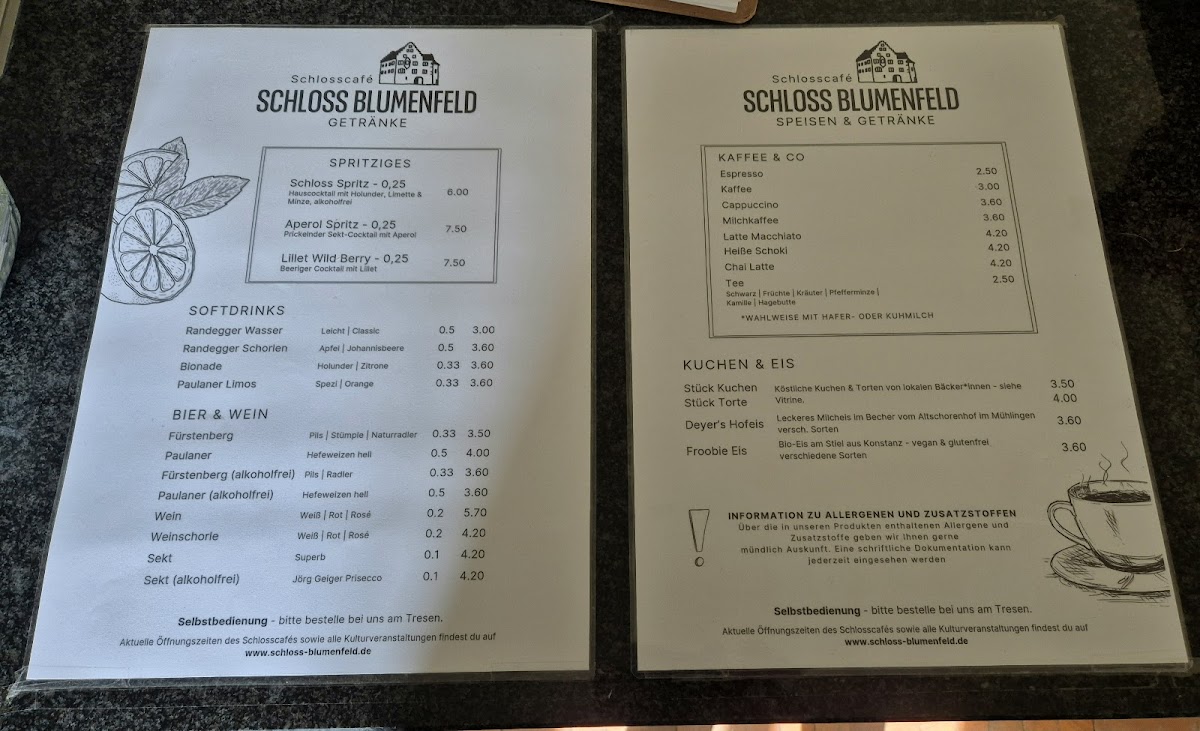 Schlosscafé
SCHLOSS BLUMENFELD
GETRÄNKE
SPRITZIGES
Schloss Spritz - 0,25 6.00
Hauscocktail mit Holunder, Limette &
Minze, alkoholfrei
Aperol Spritz - 0,25 7.50
Prickelnder Sekt-Cocktail mit Aperol
Lillet Wild Berry - 0,25 7.50
Beeriger Cocktail mit Lillet
SOFTDRINKS
Randegger Wasser Leicht | Classic 0.5 3.00
Randegger Schorlen Apfel | Johannisbeere 0.5 3.60
Bionade Holunder | Zitrone 0.33 3.60
Paulaner Limos Spezi | Orange 0.33 3.60
BIER & WEIN
Fürstenberg Pils | Stümple | Naturradler 0.33 3.50
Paulaner Hefeweizen hell 0.5 4.00
Fürstenberg (alkoholfrei) Pils | Radler 0.33 3.60
Paulaner (alkoholfrei) Hefeweizen hell 0.5 3.60
Wein Weiß | Rot | Rosé 0.2 5.70
Weinschorle Weiß | Rot | Rosé 0.2 4.20
Sekt Superb 0.1 4.20
Sekt (alkoholfrei) Jörg Geiger Prisecco 0.1 4.20
Selbstbedienung - bitte bestelle bei uns am Tresen.
Aktuelle Öffnungszeiten des Schlosscafés sowie alle Kulturveranstaltungen findest du auf
www.schloss-blumenfeld.de
Schlosscafé
SCHLOSS BLUMENFELD
SPEISEN & GETRÄNKE
KAFFEE & CO
Espresso 2.50
Kaffee 3.00
Cappuccino 3.60
Milchkaffee 3.60
Latte Macchiato 4.20
Heiße Schoki 4.20
Chai Latte 4.20
Tee 2.50
Schwarz | Früchte | Kräuter | Pfefferminze |
Kamille | Hagebutte
*WAHLWEISE MIT HAFER- ODER KUHMILCH
KUCHEN & EIS
Stück Kuchen Köstliche Kuchen & Torten von lokalen Bäcker*innen - siehe 3.50
Stück Torte Vitrine. 4.00
Deyer's Hofeis Leckeres Milcheis im Becher vom Altschorenhof im Mühlingen 3.60
versch. Sorten
Froobie Eis Bio-Eis am Stiel aus Konstanz - vegan & glutenfrei 3.60
verschiedene Sorten
! INFORMATION ZU ALLERGENEN UND ZUSATZSTOFFEN
Über die in unseren Produkten enthaltenen Allergene und
Zusatzstoffe geben wir Ihnen gerne
mündlich Auskunft. Eine schriftliche Dokumentation kann
jederzeit eingesehen werden
Selbstbedienung - bitte bestelle bei uns am Tresen.
Aktuelle Öffnungszeiten des Schlosscafés sowie alle Kulturveranstaltungen findest du auf
www.schloss-blumenfeld.de